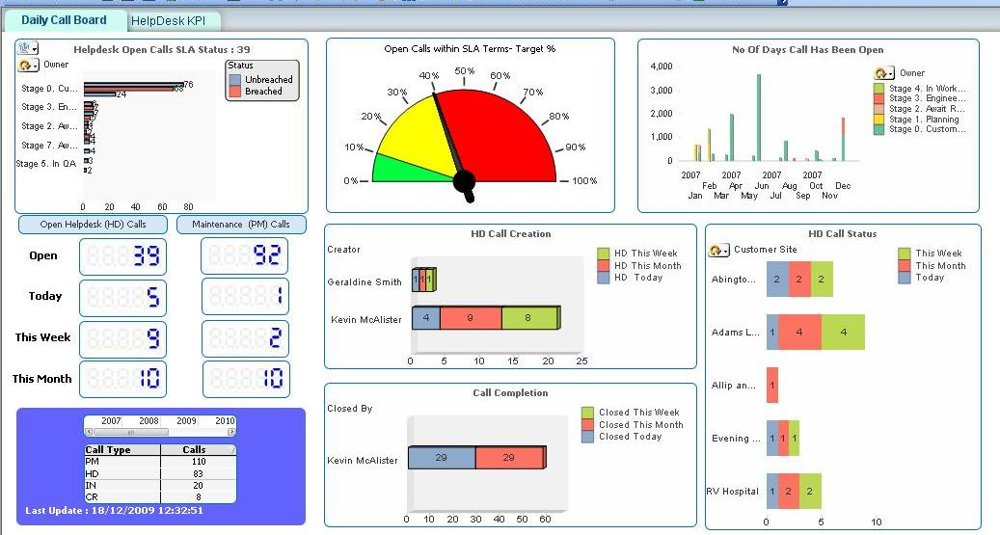 Daily Call Board
HelpDesk KPI
Helpdesk Open Calls SLA Status : 39
Owner
Status
Unbreached
Breached
Stage 0. Cu...
Stage 3. En...
Stage 2. Aw...
Stage 7. Aw...
Stage 5. In QA
76
68
24
4
3
2
0 20 40 60 80
Open Calls within SLA Terms- Target %
0% 10% 20% 30% 40% 50% 60% 70% 80% 90% 100%
No Of Days Call Has Been Open
4,000
3,000
2,000
1,000
0
2007 2007 2007 2007
Feb Apr Jun Aug Oct Dec
Jan Mar May Jul Sep Nov
Owner
Stage 4. In Work...
Stage 3. Enginee...
Stage 2. Await R...
Stage 1. Planning
Stage 0. Custom...
Open Helpdesk (HD) Calls
Maintenance (PM) Calls
Open 39 92
Today 5 1
This Week 9 2
This Month 10 10
2007 2008 2009 2010
Call Type Calls
PM 110
HD 83
IN 20
CR 8
Last Update : 18/12/2009 12:32:51
HD Call Creation
Creator
Geraldine Smith
1 1 1
Kevin McAlister
4 9 8
0 5 10 15 20 25
HD This Week
HD This Month
HD Today
Call Completion
Closed By
Kevin McAlister
29 29
0 10 20 30 40 50 60
Closed This Week
Closed This Month
Closed Today
HD Call Status
Customer Site
This Week
This Month
Today
Abingto... 2 2 2
Adams L... 1 4 4
Allip an... 1
Evening ... 1 1 1
RV Hospital 1 2 2
0 5 10